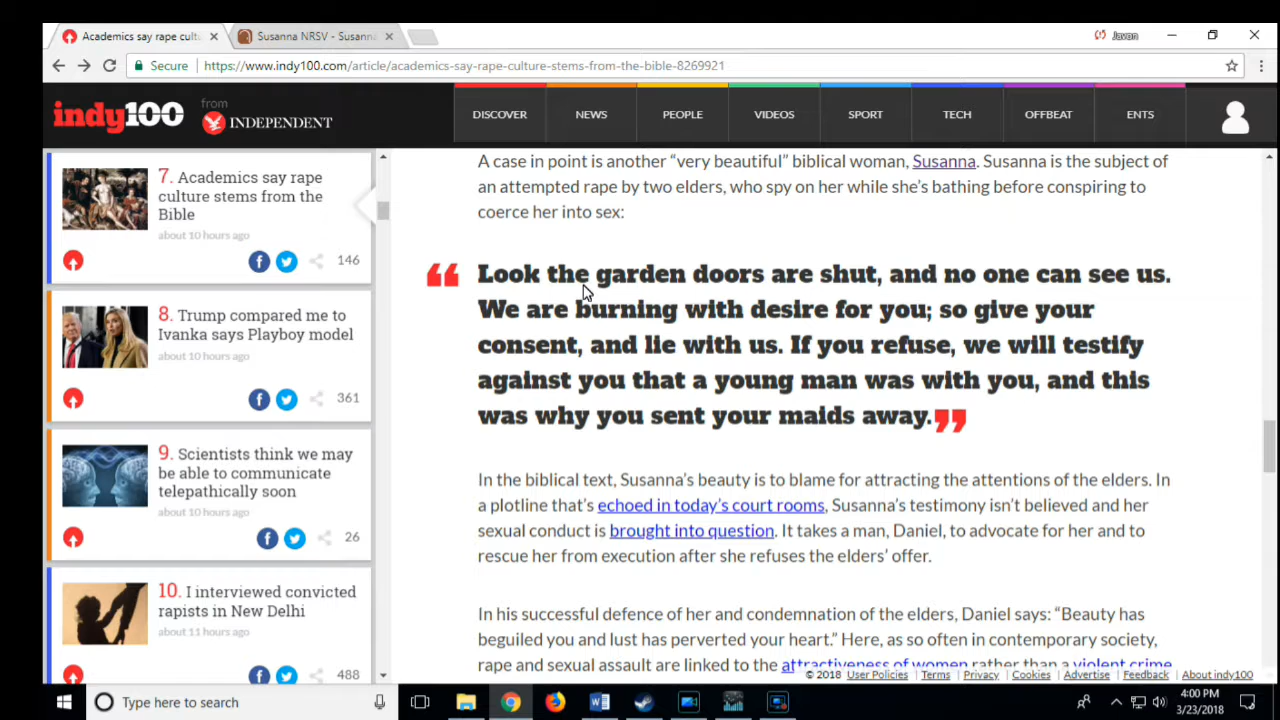 Academics say rape cult
Susanna NRSV - Susann
Javon
Secure
https://www.indy100.com/article/academics-say-rape-culture-stems-from-the-bible-8269921
indy100
from
INDEPENDENT
DISCOVER
NEWS
PEOPLE
VIDEOS
SPORT
TECH
OFFBEAT
ENTS
7. Academics say rape
culture stems from the
Bible
about 10 hours ago
146
8. Trump compared me to
Ivanka says Playboy model
about 10 hours ago
361
9. Scientists think we may
be able to communicate
telepathically soon
about 10 hours ago
26
10. I interviewed convicted
rapists in New Delhi
about 11 hours ago
488
A case in point is another “very beautiful” biblical woman, Susanna. Susanna is the subject of
an attempted rape by two elders, who spy on her while she’s bathing before conspiring to
coerce her into sex:
“ Look the garden doors are shut, and no one can see us.
We are burning with desire for you; so give your
consent, and lie with us. If you refuse, we will testify
against you that a young man was with you, and this
was why you sent your maids away.”
In the biblical text, Susanna’s beauty is to blame for attracting the attentions of the elders. In
a plotline that’s echoed in today’s court rooms, Susanna’s testimony isn’t believed and her
sexual conduct is brought into question. It takes a man, Daniel, to advocate for her and to
rescue her from execution after she refuses the elders’ offer.
In his successful defence of her and condemnation of the elders, Daniel says: “Beauty has
beguiled you and lust has perverted your heart.” Here, as so often in contemporary society,
rape and sexual assault are linked to the attractiveness of women rather than a violent crime
© 2018 User Policies Terms Privacy Cookies Advertise Feedback About indy100
Type here to search
4:00 PM
3/23/2018